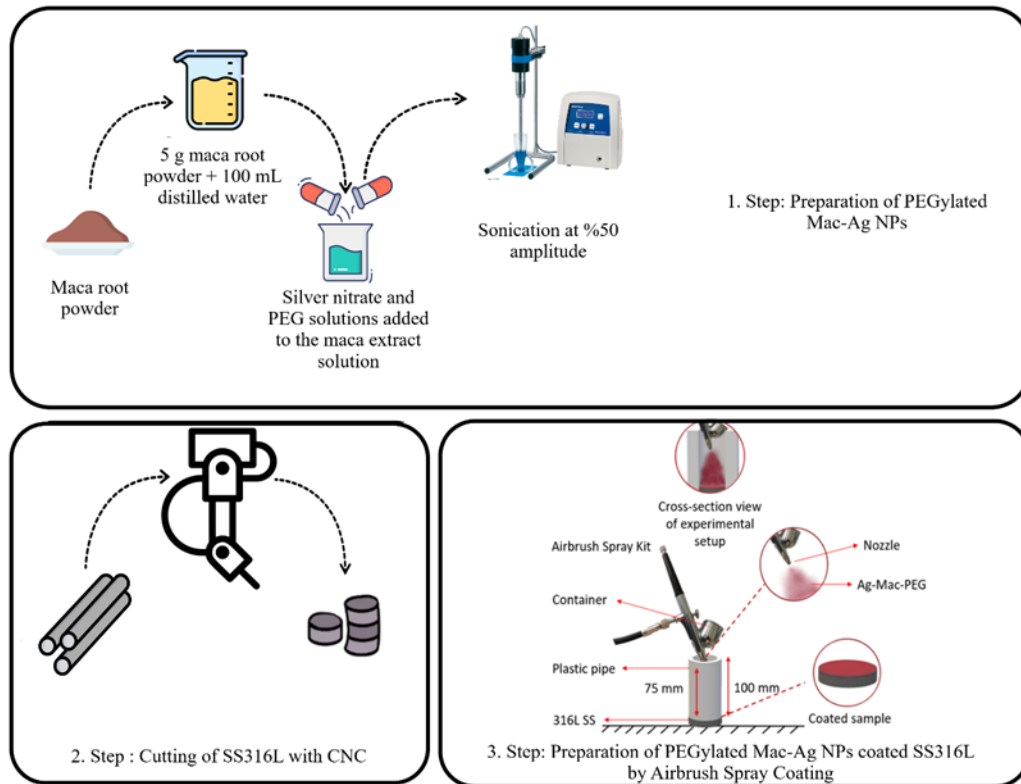 Maca root
powder
5 g maca root
powder + 100 mL
distilled water
Silver nitrate and
PEG solutions added
to the maca extract
solution
Sonication at %50
amplitude
1. Step: Preparation of PEGylated
Mac-Ag NPs
2. Step : Cutting of SS316L with CNC
Cross-section view
of experimental
setup
Airbrush Spray Kit
Nozzle
Ag-Mac-PEG
Container
Plastic pipe
75 mm
100 mm
316L SS
Coated sample
3. Step: Preparation of PEGylated Mac-Ag NPs coated SS316L
by Airbrush Spray Coating